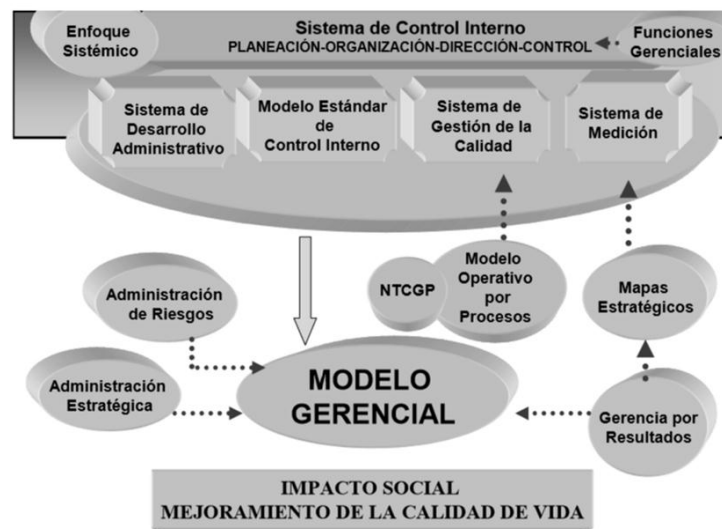 Enfoque
Sistémico
Sistema de Control Interno
PLANEACIÓN-ORGANIZACIÓN-DIRECCIÓN-CONTROL
Funciones
Gerenciales
Sistema de
Desarrollo
Administrativo
Modelo Estándar
de
Control Interno
Sistema de
Gestión de la
Calidad
Sistema de
Medición
Administración
de Riesgos
NTCGP
Modelo
Operativo
por
Procesos
Mapas
Estratégicos
Administración
Estratégica
MODELO
GERENCIAL
Gerencia por
Resultados
IMPACTO SOCIAL
MEJORAMIENTO DE LA CALIDAD DE VIDA